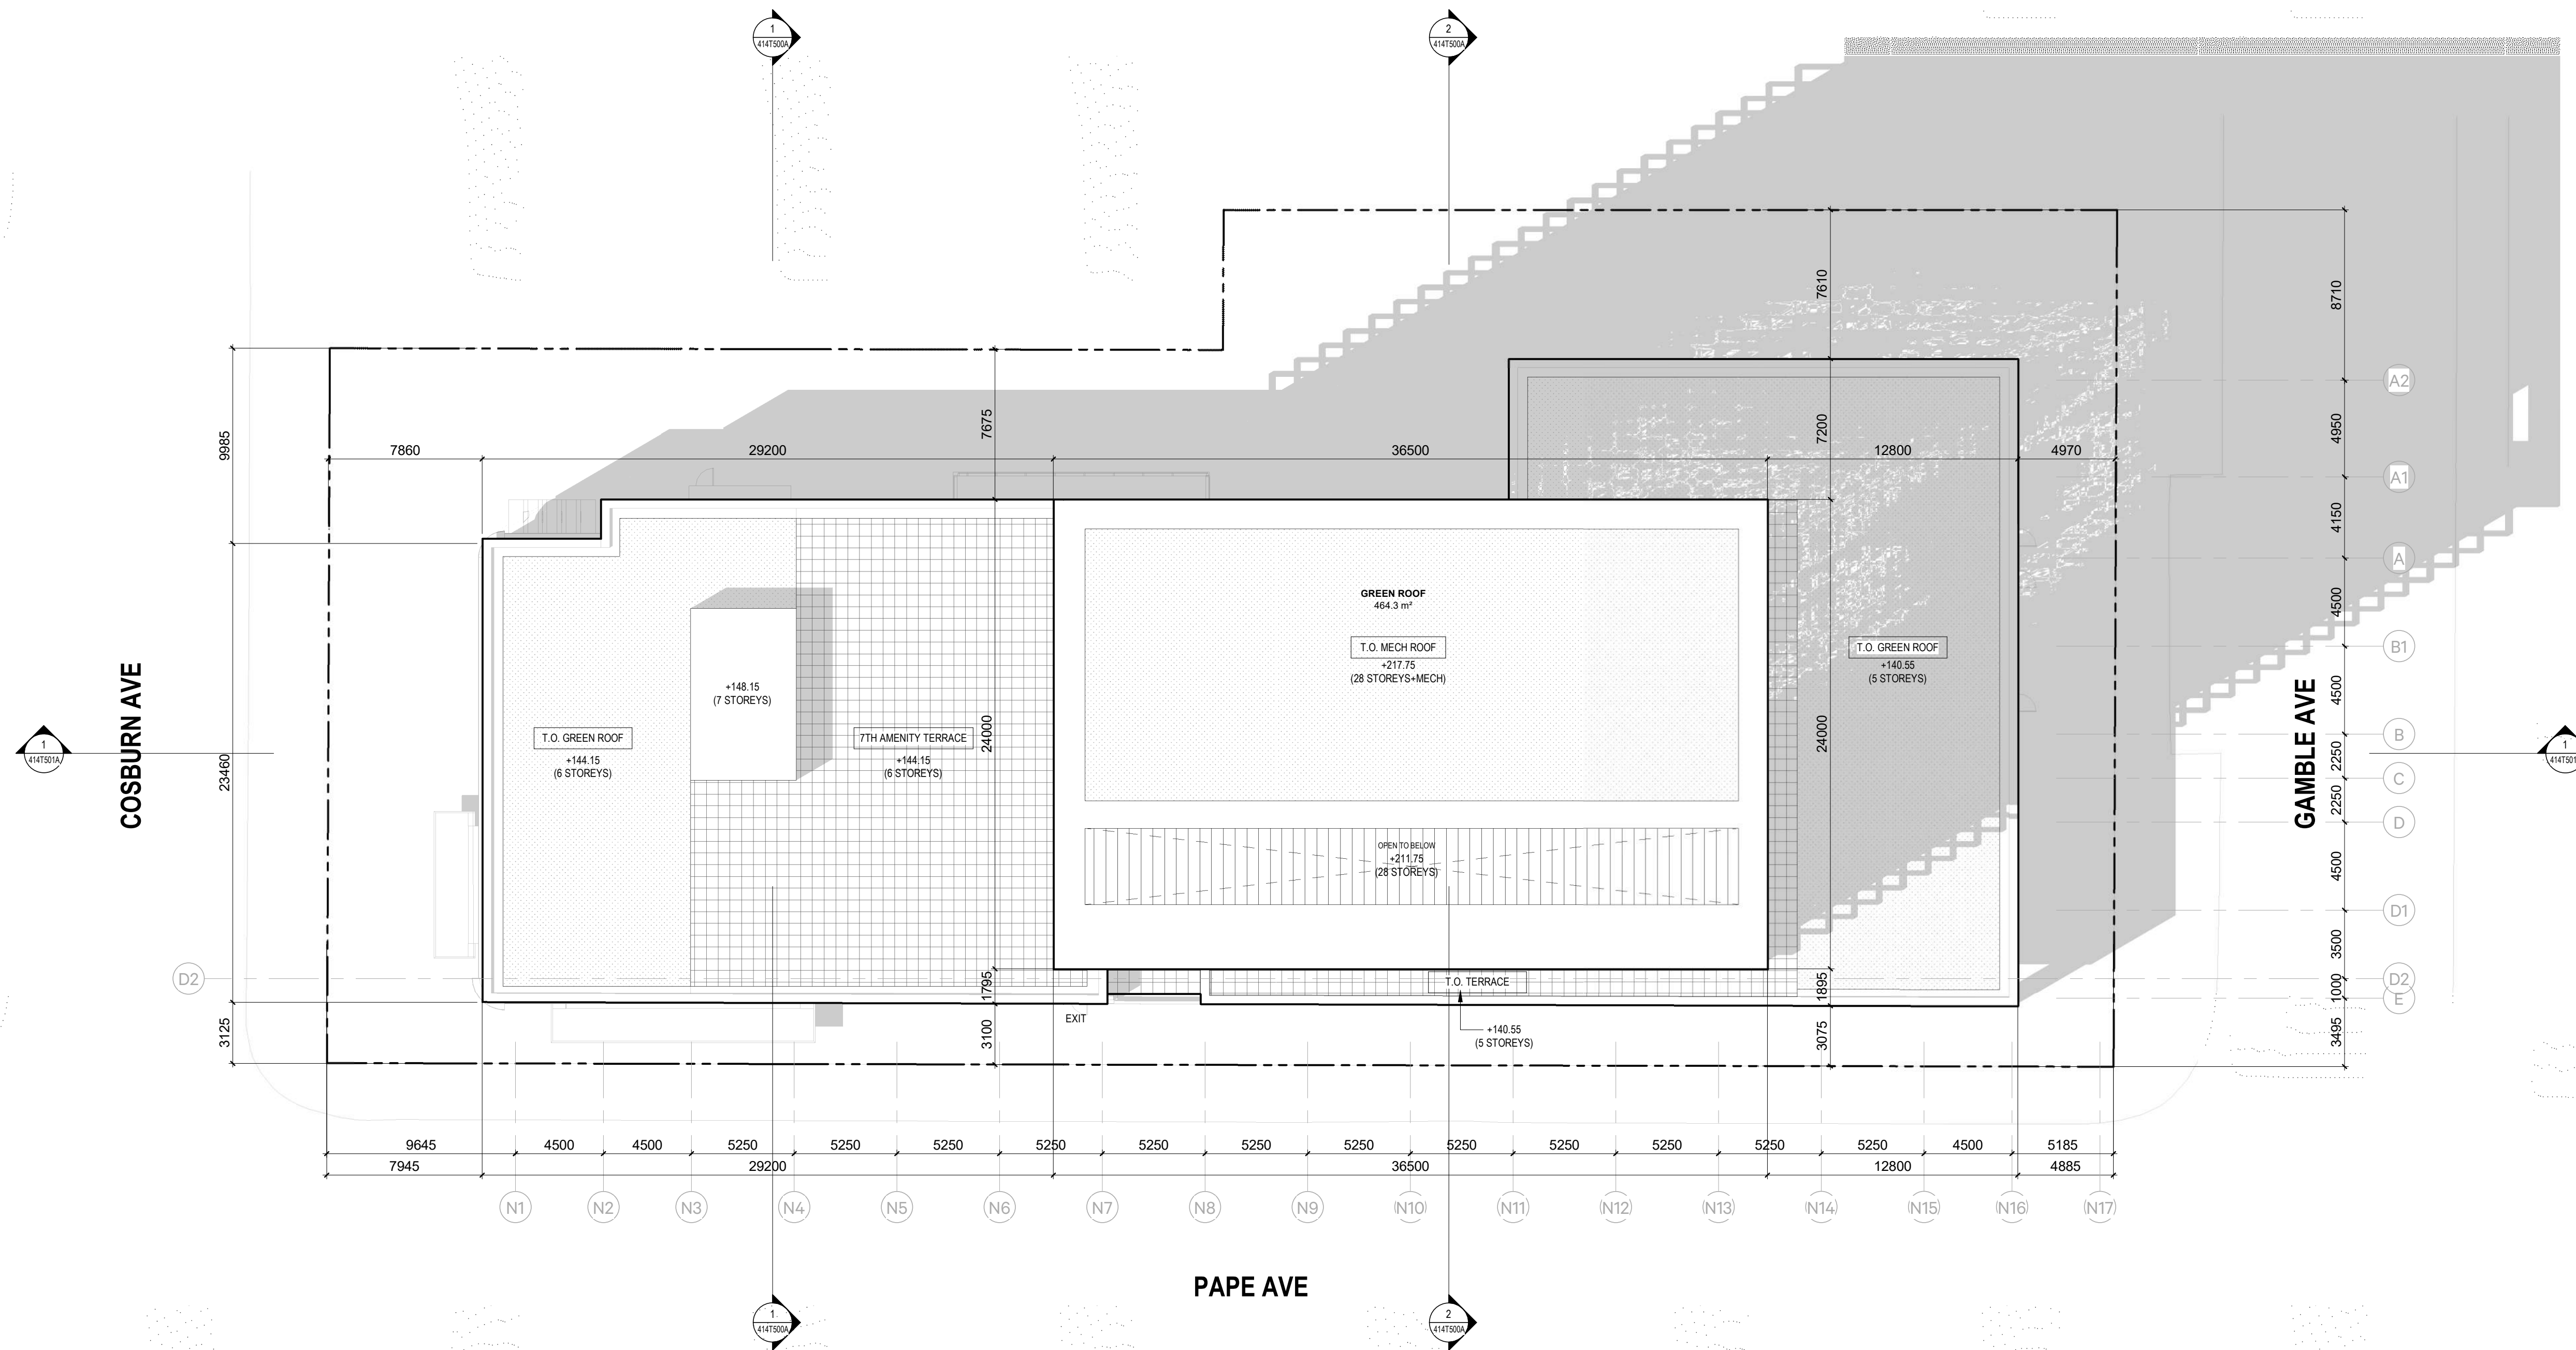 1
414T500A
2
414T500A
7610
8710
A2
9985
7675
7200
4950
7860
29200
36500
12800
4970
A1
4150
A
GREEN ROOF
464.3 m²
4500
T.O. MECH ROOF
+217.75
(28 STOREYS+MECH)
T.O. GREEN ROOF
+140.55
(5 STOREYS)
B1
+148.15
(7 STOREYS)
4500
COSBURN AVE
GAMBLE AVE
T.O. GREEN ROOF
+144.15
(6 STOREYS)
7TH AMENITY TERRACE
+144.15
(6 STOREYS)
24000
24000
B
1
414T501A
1
414T501
2250
23460
C
2250
D
OPEN TO BELOW
+211.75
(28 STOREYS)
4500
D1
3500
D2
1795
T.O. TERRACE
1895
D2
1000
E
EXIT
3125
3100
+140.55
(5 STOREYS)
3075
3495
9645
4500
4500
5250
5250
5250
5250
5250
5250
5250
5250
5250
5250
5250
5250
4500
5185
7945
29200
36500
12800
4885
N1
N2
N3
N4
N5
N6
N7
N8
N9
N10
N11
N12
N13
N14
N15
N16
N17
PAPE AVE
1
414T500A
2
414T500A